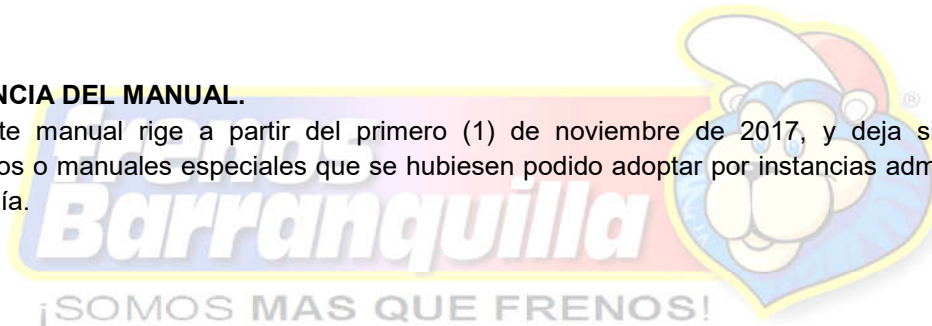 NCIA DEL MANUAL.
te manual rige a partir del primero (1) de noviembre de 2017, y deja si
os o manuales especiales que se hubiesen podido adoptar por instancias adm
ía.
frenos
Barranquilla
®
¡SOMOS MAS QUE FRENOS!